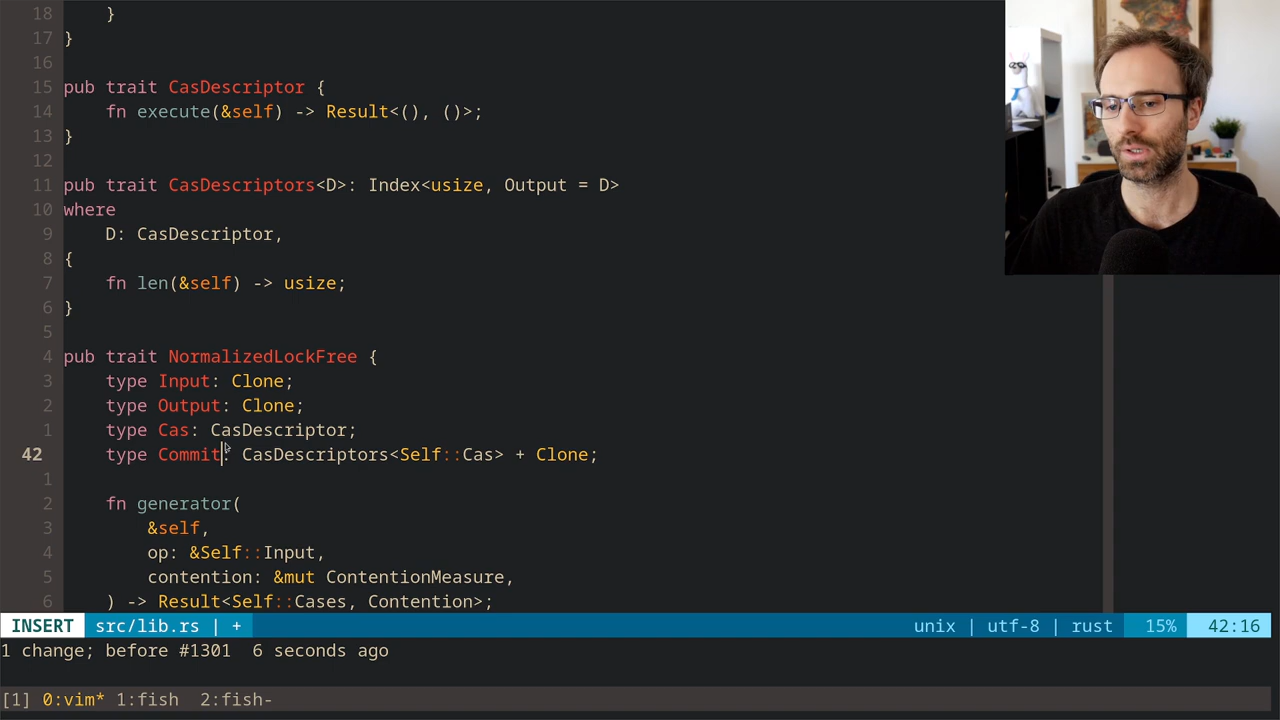 18     }
17 }
16
15 pub trait CasDescriptor {
14     fn execute(&self) -> Result<(), ()>;
13 }
12
11 pub trait CasDescriptors<D>: Index<usize, Output = D>
10 where
9     D: CasDescriptor,
8 {
7     fn len(&self) -> usize;
6 }
5
4 pub trait NormalizedLockFree {
3     type Input: Clone;
2     type Output: Clone;
1     type Cas: CasDescriptor;
42     type Commit: CasDescriptors<Self::Cas> + Clone;
1
2     fn generator(
3         &self,
4         op: &Self::Input,
5         contention: &mut ContentionMeasure,
6     ) -> Result<Self::Cases, Contention>;
INSERT src/lib.rs | + unix | utf-8 | rust 15% 42:16
1 change; before #1301  6 seconds ago
[1] 0:vim* 1:fish  2:fish-